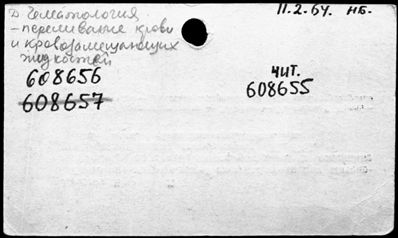 Д Гематология
11.2.64. нб.
- переливание крови
и кровозамещающих
жидкостей
608656
608657
чит.
608655